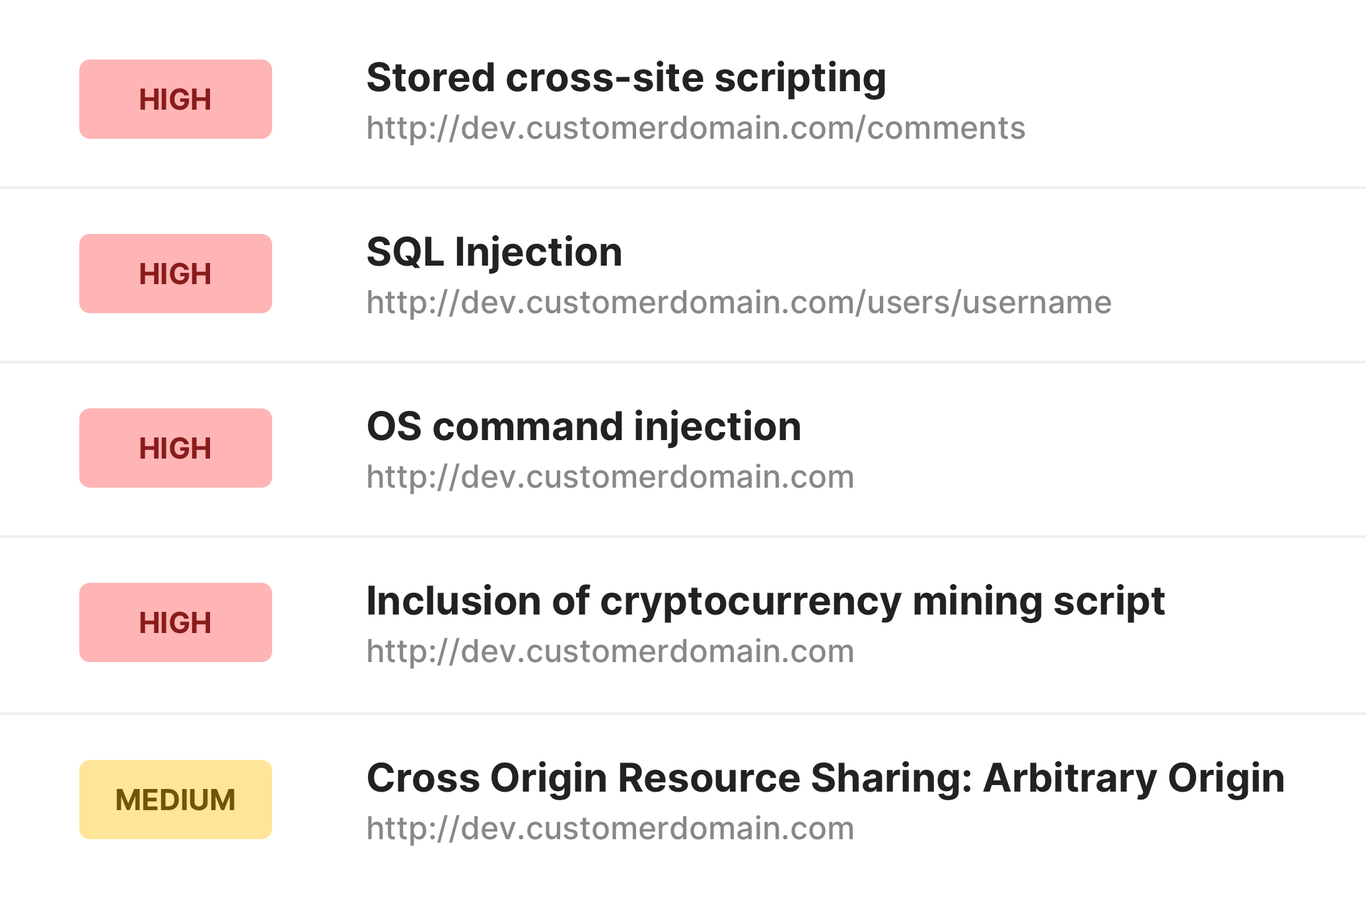 HIGH
Stored cross-site scripting
http://dev.customerdomain.com/comments
HIGH
SQL Injection
http://dev.customerdomain.com/users/username
HIGH
OS command injection
http://dev.customerdomain.com
HIGH
Inclusion of cryptocurrency mining script
http://dev.customerdomain.com
MEDIUM
Cross Origin Resource Sharing: Arbitrary Origin
http://dev.customerdomain.com